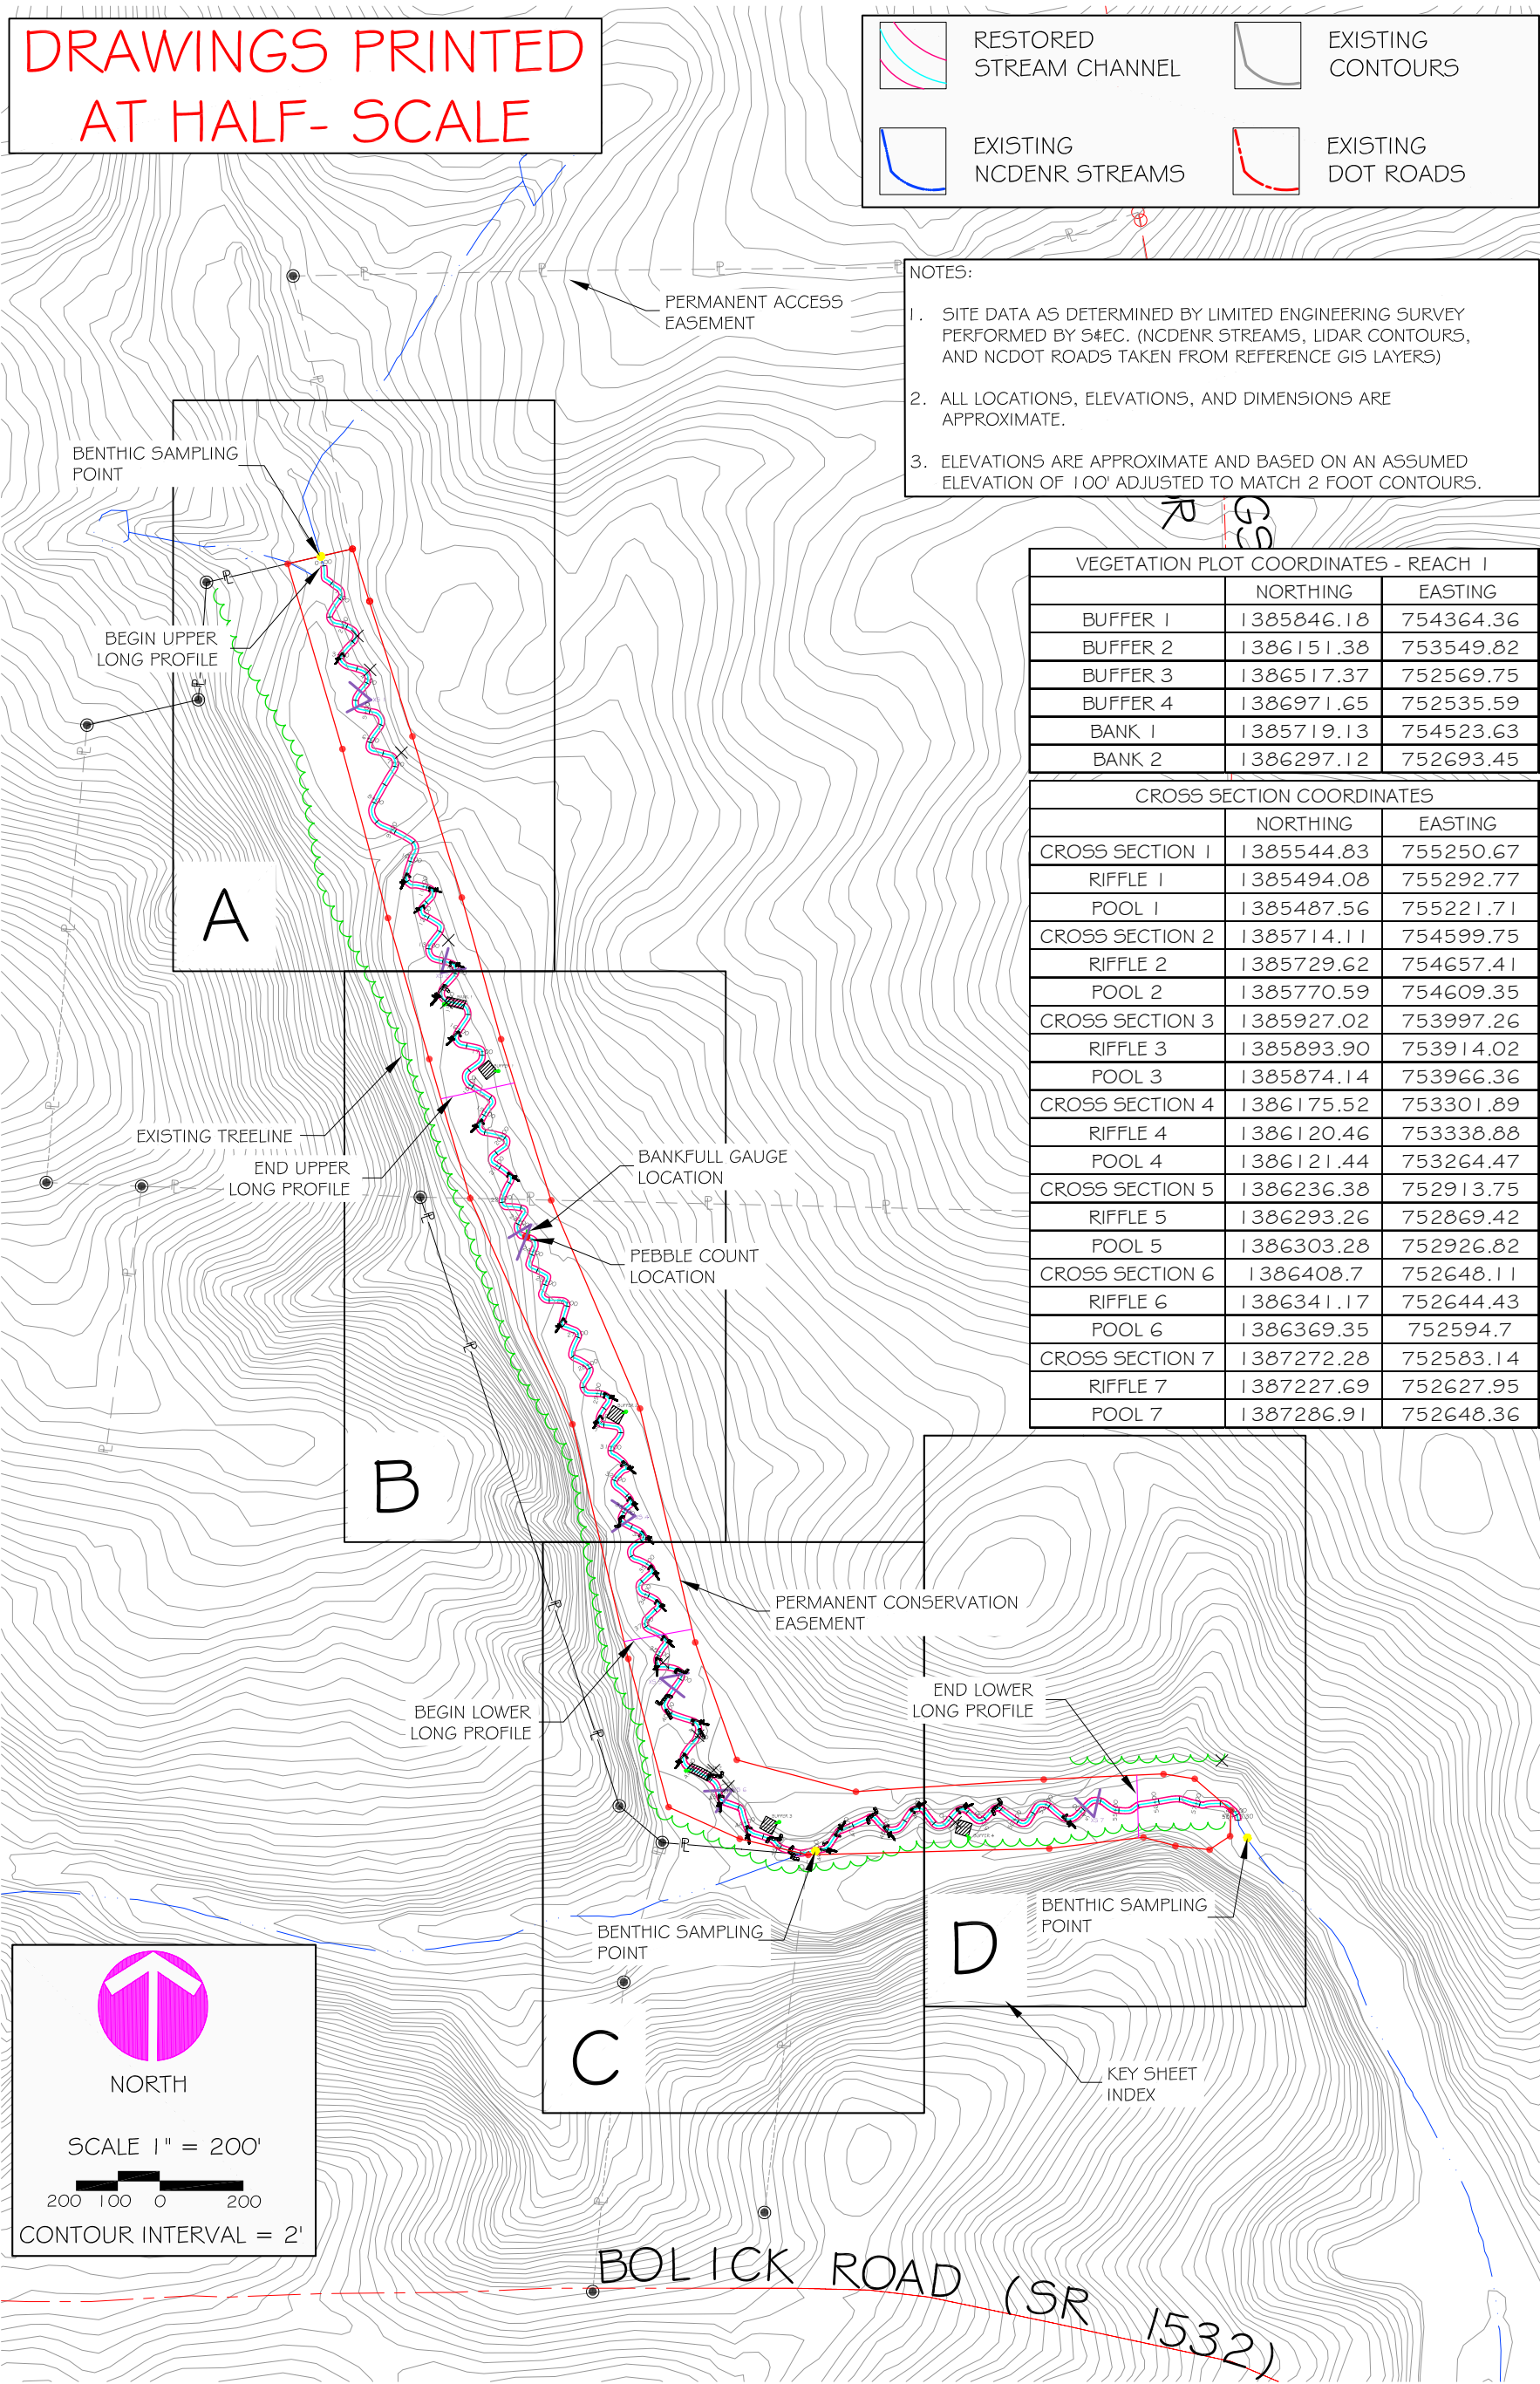 DRAWINGS PRINTED
AT HALF- SCALE
RESTORED
STREAM CHANNEL
EXISTING
CONTOURS
EXISTING
NCDENR STREAMS
EXISTING
DOT ROADS
NOTES:
1. SITE DATA AS DETERMINED BY LIMITED ENGINEERING SURVEY
PERFORMED BY S&EC. (NCDENR STREAMS, LIDAR CONTOURS,
AND NCDOT ROADS TAKEN FROM REFERENCE GIS LAYERS)
2. ALL LOCATIONS, ELEVATIONS, AND DIMENSIONS ARE
APPROXIMATE.
3. ELEVATIONS ARE APPROXIMATE AND BASED ON AN ASSUMED
ELEVATION OF 100' ADJUSTED TO MATCH 2 FOOT CONTOURS.
PERMANENT ACCESS
EASEMENT
BENTHIC SAMPLING
POINT
BEGIN UPPER
LONG PROFILE
A
VEGETATION PLOT COORDINATES - REACH 1
NORTHING EASTING
BUFFER 1 1385846.18 754364.36
BUFFER 2 1386151.38 753549.82
BUFFER 3 1386517.37 752569.75
BUFFER 4 1386971.65 752535.59
BANK 1 1385719.13 754523.63
BANK 2 1386297.12 752693.45
CROSS SECTION COORDINATES
NORTHING EASTING
CROSS SECTION 1 1385544.83 755250.67
RIFFLE 1 1385494.08 755292.77
POOL 1 1385487.56 755221.71
CROSS SECTION 2 1385714.11 754599.75
RIFFLE 2 1385729.62 754657.41
POOL 2 1385770.59 754609.35
CROSS SECTION 3 1385927.02 753997.26
RIFFLE 3 1385893.90 753914.02
POOL 3 1385874.14 753966.36
CROSS SECTION 4 1386175.52 753301.89
RIFFLE 4 1386120.46 753338.88
POOL 4 1386121.44 753264.47
CROSS SECTION 5 1386236.38 752913.75
RIFFLE 5 1386293.26 752869.42
POOL 5 1386303.28 752926.82
CROSS SECTION 6 1386408.7 752648.11
RIFFLE 6 1386341.17 752644.43
POOL 6 1386369.35 752594.7
CROSS SECTION 7 1387272.28 752583.14
RIFFLE 7 1387227.69 752627.95
POOL 7 1387286.91 752648.36
EXISTING TREELINE
END UPPER
LONG PROFILE
BANKFULL GAUGE
LOCATION
PEBBLE COUNT
LOCATION
B
PERMANENT CONSERVATION
EASEMENT
BEGIN LOWER
LONG PROFILE
END LOWER
LONG PROFILE
BENTHIC SAMPLING
POINT
BENTHIC SAMPLING
POINT
D
C
KEY SHEET
INDEX
NORTH
SCALE 1" = 200'
200 100 0 200
CONTOUR INTERVAL = 2'
BOLICK ROAD (SR 1532)